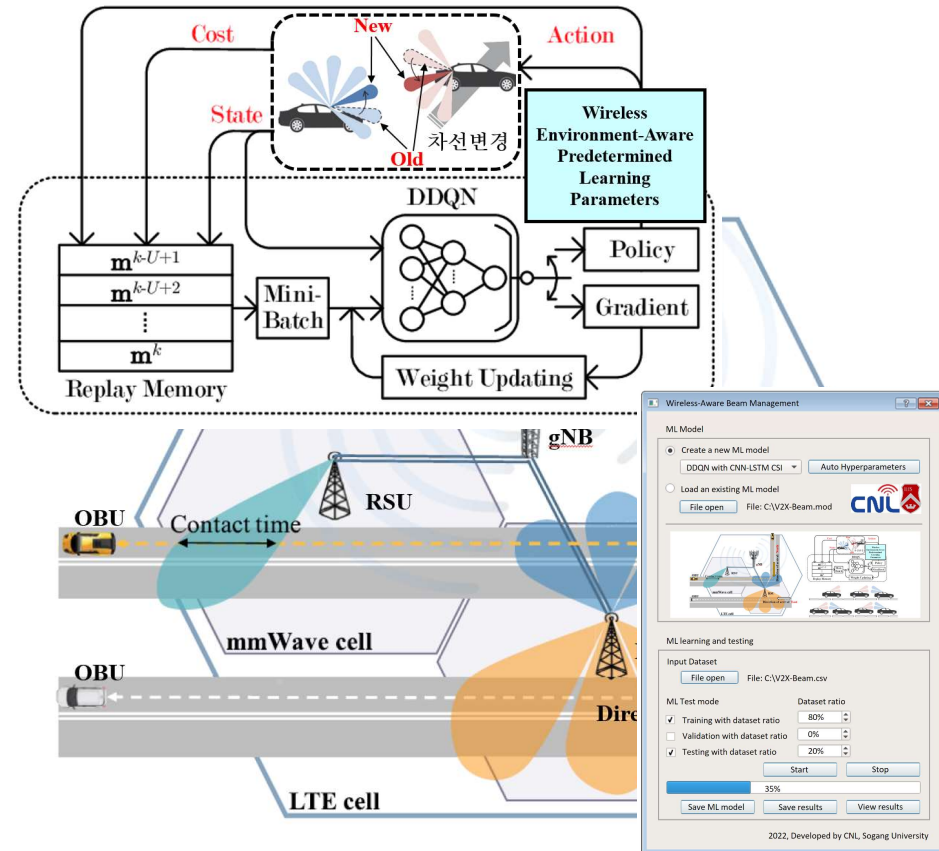 Cost
New
Action
State
Old
차선변경
Wireless
Environment-Aware
Predetermined
Learning
Parameters
DDQN
m^k-U+1
m^k-U+2
⋮
m^k
Replay Memory
Mini-
Batch
Policy
Gradient
Weight Updating
gNB
RSU
OBU
Contact time
mmWave cell
OBU
Dire
LTE cell
Wireless-Aware Beam Management
ML Model
Create a new ML model
DDQN with CNN-LSTM CSI
Auto Hyperparameters
Load an existing ML model
File open
File: C:\V2X-Beam.mod
CNL
ML learning and testing
Input Dataset
File open
File: C:\V2X-Beam.csv
ML Test mode
Dataset ratio
Training with dataset ratio
80%
Validation with dataset ratio
0%
Testing with dataset ratio
20%
Start
Stop
35%
Save ML model
Save results
View results
2022, Developed by CNL, Sogang University